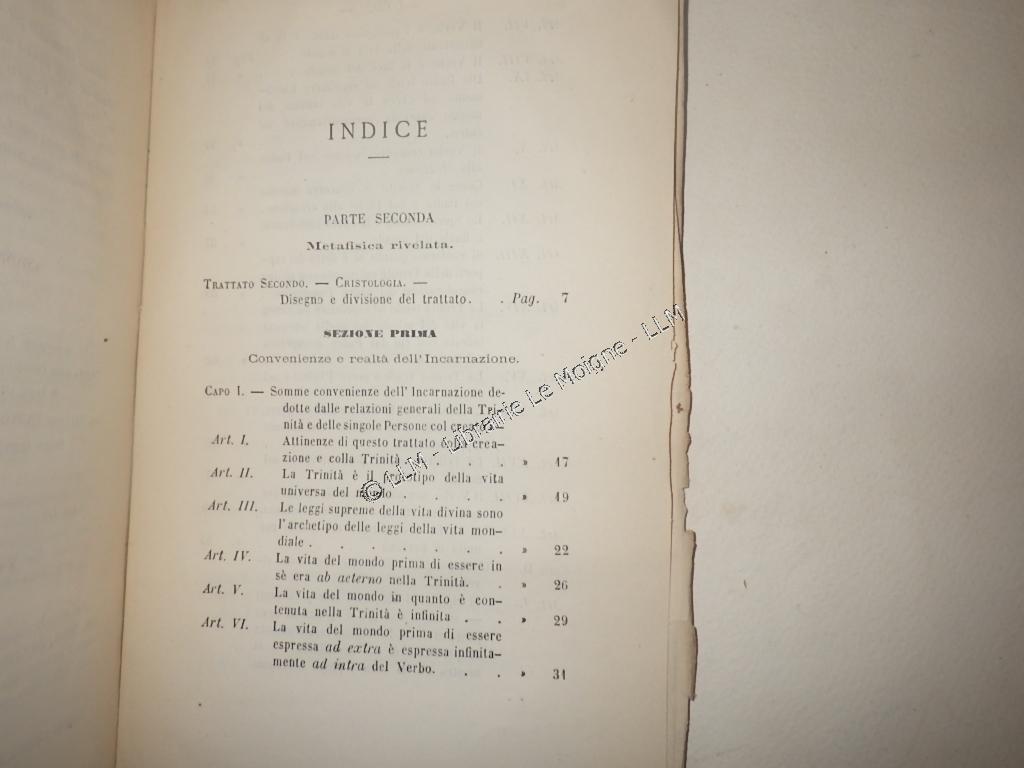 INDICE
PARTE SECONDA
Metafisica rivelata.
TRATTATO SECONDO. — CRISTOLOGIA. —
Disegno e divisione del trattato. . Pag. 7
SEZIONE PRIMA
Convenienze e realtà dell'Incarnazione.
CAPO I. — Somme convenienze dell'Incarnazione de-
dotte dalle relazioni generali della Tri-
nità e delle singole Persone col creato.
Art. I. Attinenze di questo trattato colla crea-
zione e colla Trinità . . . . » 17
Art. II. La Trinità è il archetipo della vita
universa del mondo . . . . » 19
Art. III. Le leggi supreme della vita divina sono
l'archetipo delle leggi della vita mon-
diale . . . . . . . » 22
Art. IV. La vita del mondo prima di essere in
sè era ab aeterno nella Trinità. . » 26
Art. V. La vita del mondo in quanto è con-
tenuta nella Trinità è infinita . . » 29
Art. VI. La vita del mondo prima di essere
espressa ad extra è espressa infinita-
mente ad intra del Verbo. . . » 31
© LLM - Librairie Le Moigne - LLM